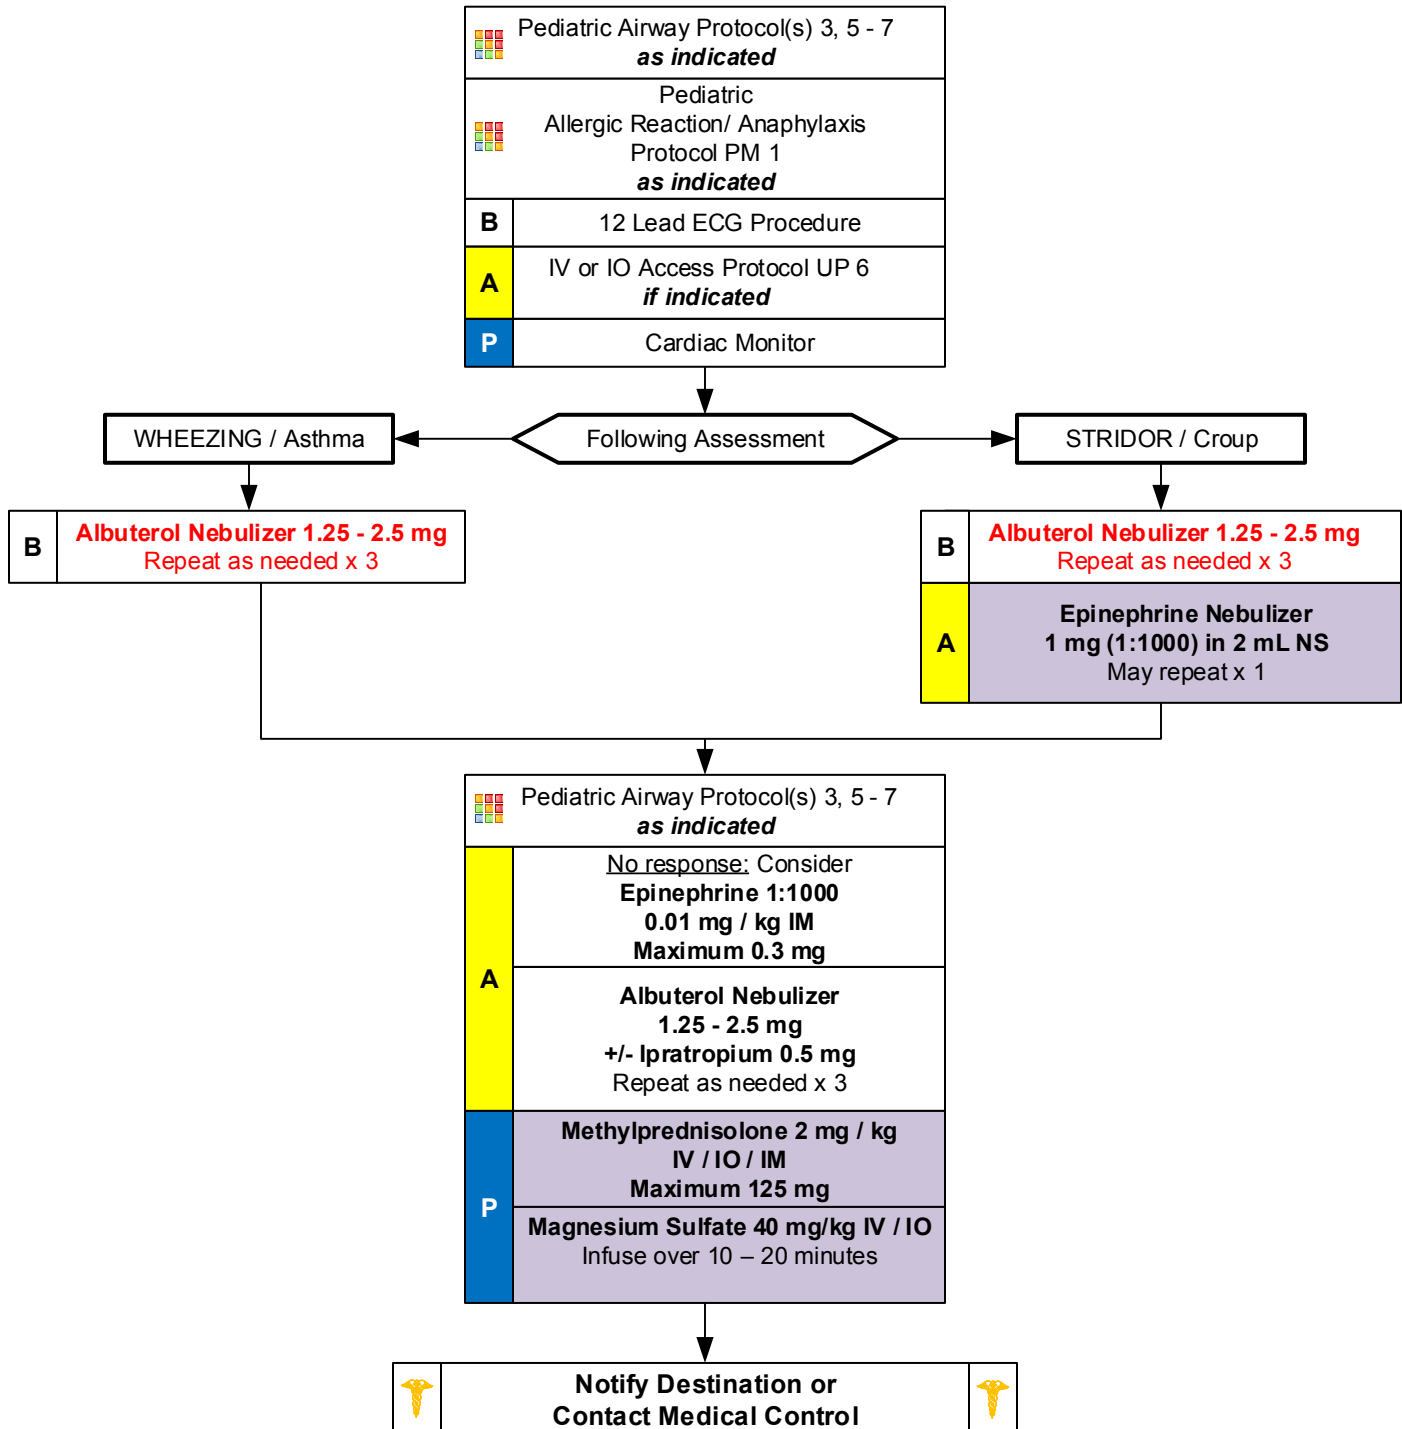 Pediatric Airway Protocol(s) 3, 5 - 7
as indicated
Pediatric
Allergic Reaction/ Anaphylaxis
Protocol PM 1
as indicated
B
12 Lead ECG Procedure
A
IV or IO Access Protocol UP 6
if indicated
P
Cardiac Monitor
WHEEZING / Asthma
Following Assessment
STRIDOR / Croup
B
Albuterol Nebulizer 1.25 - 2.5 mg
Repeat as needed x 3
B
Albuterol Nebulizer 1.25 - 2.5 mg
Repeat as needed x 3
A
Epinephrine Nebulizer
1 mg (1:1000) in 2 mL NS
May repeat x 1
Pediatric Airway Protocol(s) 3, 5 - 7
as indicated
A
No response: Consider
Epinephrine 1:1000
0.01 mg / kg IM
Maximum 0.3 mg
Albuterol Nebulizer
1.25 - 2.5 mg
+/- Ipratropium 0.5 mg
Repeat as needed x 3
P
Methylprednisolone 2 mg / kg
IV / IO / IM
Maximum 125 mg
Magnesium Sulfate 40 mg/kg IV / IO
Infuse over 10 – 20 minutes
Notify Destination or
Contact Medical Control